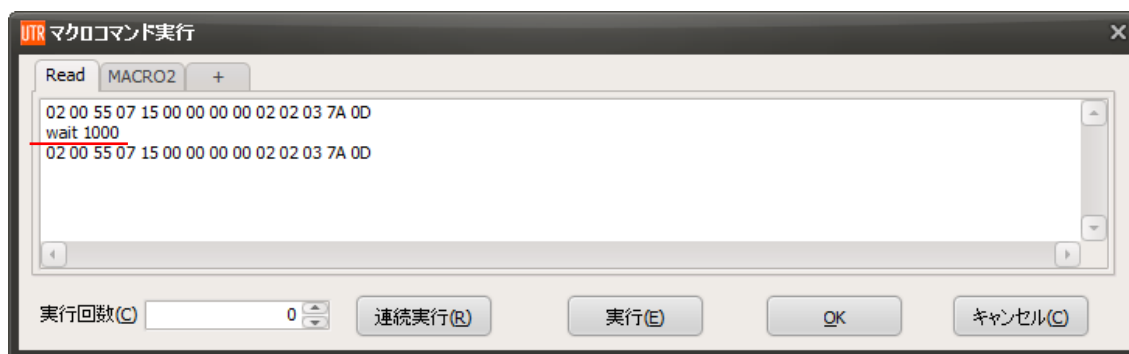 UTR マクロコマンド実行
Read MACRO2 +
02 00 55 07 15 00 00 00 00 02 02 03 7A 0D
wait 1000
02 00 55 07 15 00 00 00 00 02 02 03 7A 0D
実行回数(C) 0 連続実行(R) 実行(E) OK キャンセル(C)